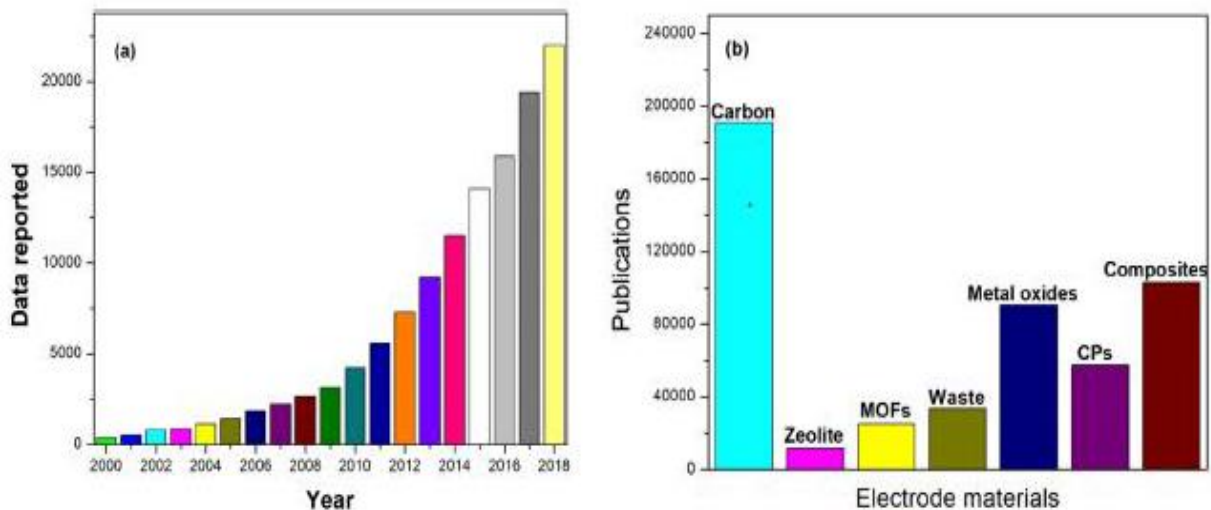 (a)
Data reported
20000
15000
10000
5000
0
2000 2002 2004 2006 2008 2010 2012 2014 2016 2018
Year
(b)
Publications
240000
200000
160000
120000
80000
40000
0
Carbon
Zeolite
MOFs
Waste
Metal oxides
CPs
Composites
Electrode materials